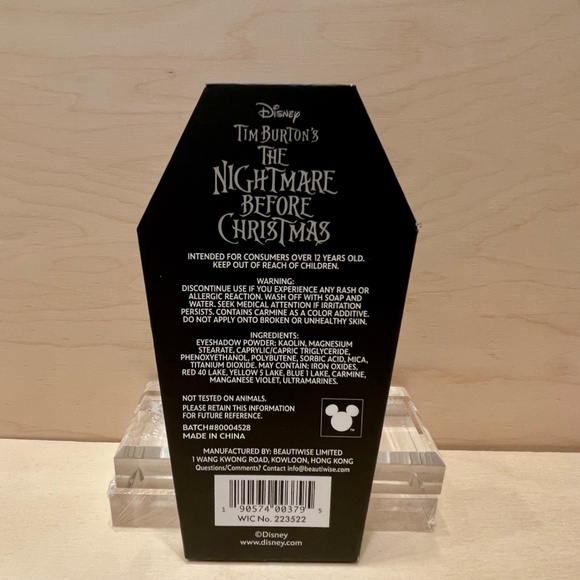 Disney
TIM BURTON'S
THE
NIGHTMARE
BEFORE
CHRISTMAS
INTENDED FOR CONSUMERS OVER 12 YEARS OLD.
KEEP OUT OF REACH OF CHILDREN.
WARNING:
DISCONTINUE USE IF YOU EXPERIENCE ANY RASH OR
ALLERGIC REACTION. WASH OFF WITH SOAP AND
WATER. SEEK MEDICAL ATTENTION IF IRRITATION
PERSISTS. CONTAINS CARMINE AS A COLOR ADDITIVE.
DO NOT APPLY ONTO BROKEN OR UNHEALTHY SKIN.
INGREDIENTS:
EYESHADOW POWDER: KAOLIN, MAGNESIUM
STEARATE, CAPRYLIC/CAPRIC TRIGLYCERIDE,
PHENOXYETHANOL, POLYBUTENE, SORBIC ACID, MICA,
TITANIUM DIOXIDE. MAY CONTAIN: IRON OXIDES,
RED 40 LAKE, YELLOW 5 LAKE, BLUE 1 LAKE, CARMINE,
MANGANESE VIOLET, ULTRAMARINES.
NOT TESTED ON ANIMALS.
PLEASE RETAIN THIS INFORMATION
FOR FUTURE REFERENCE.
BATCH#80004528
MADE IN CHINA
TM
MANUFACTURED BY: BEAUTIWISE LIMITED
1 WANG KWONG ROAD, KOWLOON, HONG KONG
Questions/Comments? Contact info@beautiwise.com
1 90574 00379 5
WIC No. 223522
©Disney
www.disney.com